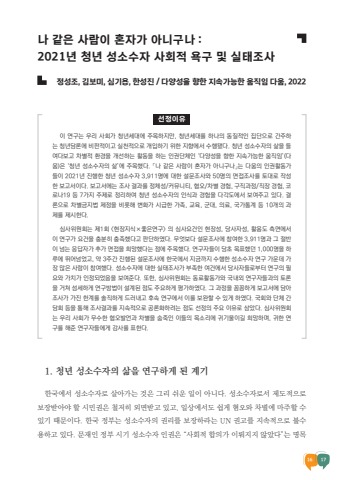 나 같은 사람이 혼자가 아니구나 :
2021년 청년 성소수자 사회적 욕구 및 실태조사
정성조, 김보미, 심기용, 한성진 / 다양성을 향한 지속가능한 움직임 다움, 2022
선정이유
이 연구는 우리 사회가 청년세대에 주목하지만, 청년세대를 하나의 동질적인 집단으로 간주하
는 청년담론에 비판적이고 실천적으로 개입하기 위한 지향에서 수행됐다. 청년 성소수자의 삶을 들
여다보고 차별적 환경을 개선하는 활동을 하는 인권단체인 '다양성을 향한 지속가능한 움직임'(다
움)은 '청년 성소수자의 삶'에 주목했다. 「나 같은 사람이 혼자가 아니구나」는 다움의 인권활동가
들이 2021년 진행한 청년 성소수자 3,911명에 대한 설문조사와 50명의 면접조사를 토대로 작성
한 보고서이다. 보고서에는 조사 결과를 정체성/커뮤니티, 혐오/차별 경험, 구직과정/직장 경험, 코
로나19 등 7가지 주제로 정리하여 청년 성소수자의 인식과 경험을 다각도에서 보여주고 있다. 결
론으로 차별금지법 제정을 비롯해 변화가 시급한 가족, 교육, 군대, 의료, 국가통계 등 10개의 과
제를 제시한다.
심사위원회는 제1회 〈현장지식×좋은연구〉의 심사요건인 현장성, 당사자성, 활용도 측면에서
이 연구가 요건을 충분히 충족했다고 판단하였다. 무엇보다 설문조사에 참여한 3,911명과 그 절반
이 넘는 응답자가 추가 면접을 희망했다는 점에 주목했다. 연구자들이 당초 목표했던 1,000명을 하
루에 뛰어넘었고, 약 3주간 진행된 설문조사에 한국에서 지금까지 수행한 성소수자 연구 가운데 가
장 많은 사람이 참여했다. 성소수자에 대한 실태조사가 부족한 여건에서 당사자들로부터 연구의 필
요와 가치가 인정되었음을 보여준다. 또한, 심사위원회는 동료활동가와 국내외 연구자들과의 토론
을 거쳐 섬세하게 연구방법이 설계된 점도 주요하게 평가하였다. 그 과정을 꼼꼼하게 보고서에 담아
조사가 가진 한계를 솔직하게 드러내고 후속 연구에서 이를 보완할 수 있게 하였다. 국회와 단체 간
담회 등을 통해 조사결과를 지속적으로 공론화하려는 점도 선정의 주요 이유로 삼았다. 심사위원회
는 우리 사회가 무수한 혐오발언과 차별을 숨죽인 이들의 목소리에 귀기울이길 희망하며, 귀한 연
구를 해준 연구자들에게 감사를 표한다.
1. 청년 성소수자의 삶을 연구하게 된 계기
한국에서 성소수자로 살아가는 것은 그리 쉬운 일이 아니다. 성소수자로서 제도적으로
보장받아야 할 시민권은 철저히 외면받고 있고, 일상에서도 쉽게 혐오와 차별에 마주할 수
있기 때문이다. 한국 정부는 성소수자의 권리를 보장하라는 UN 권고를 지속적으로 불수
용하고 있다. 문재인 정부 시기 성소수자 인권은 "사회적 합의가 이뤄지지 않았다"는 명목
16 17